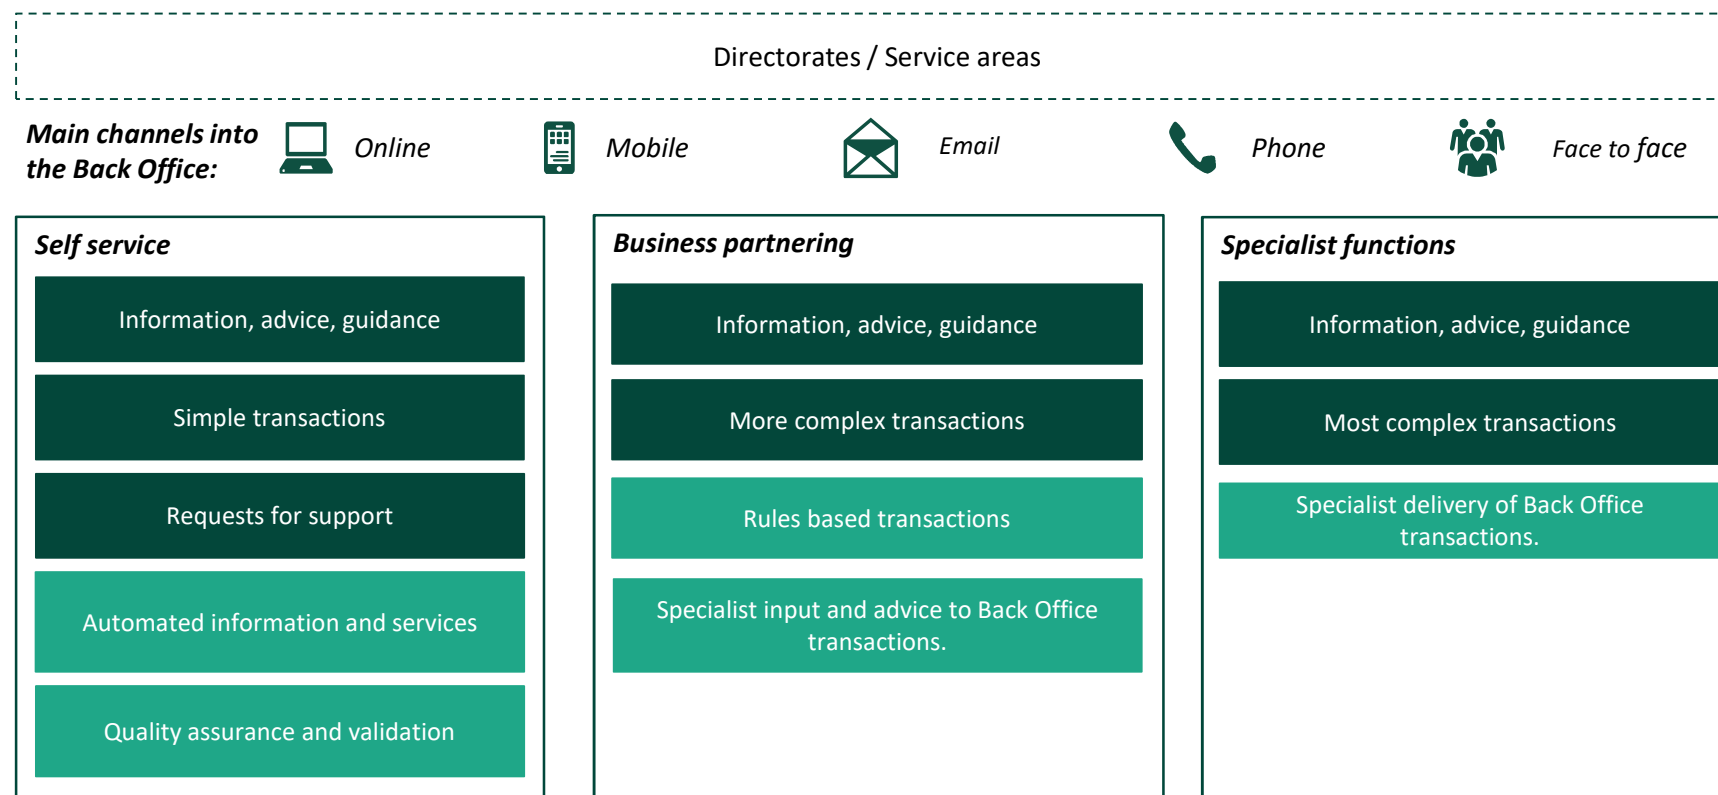 Directorates / Service areas
Main channels into
the Back Office:
Online
Mobile
Email
Phone
Face to face
Self service
Information, advice, guidance
Simple transactions
Requests for support
Automated information and services
Quality assurance and validation
Business partnering
Information, advice, guidance
More complex transactions
Rules based transactions
Specialist input and advice to Back Office
transactions.
Specialist functions
Information, advice, guidance
Most complex transactions
Specialist delivery of Back Office
transactions.